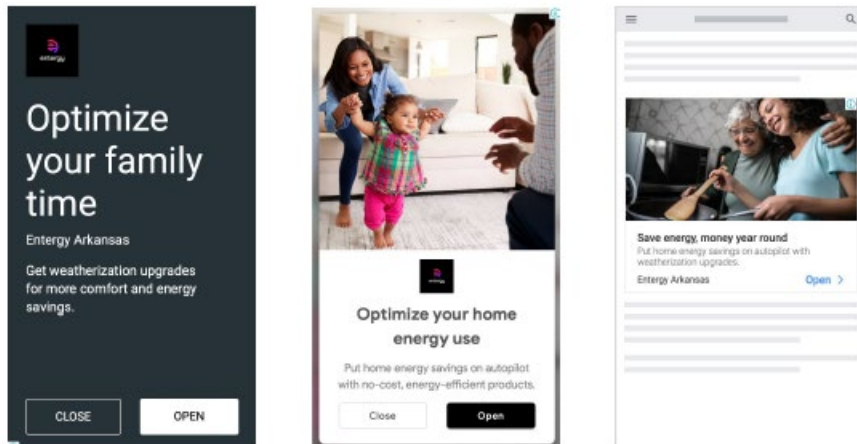 entergy
Optimize
your family
time
Entergy Arkansas
Get weatherization upgrades
for more comfort and energy
savings.
CLOSE
OPEN
entergy
Optimize your home
energy use
Put home energy savings on autopilot
with no-cost, energy-efficient products.
Close
Open
Save energy, money year round
Put home energy savings on autopilot with
weatherization upgrades.
Entergy Arkansas
Open